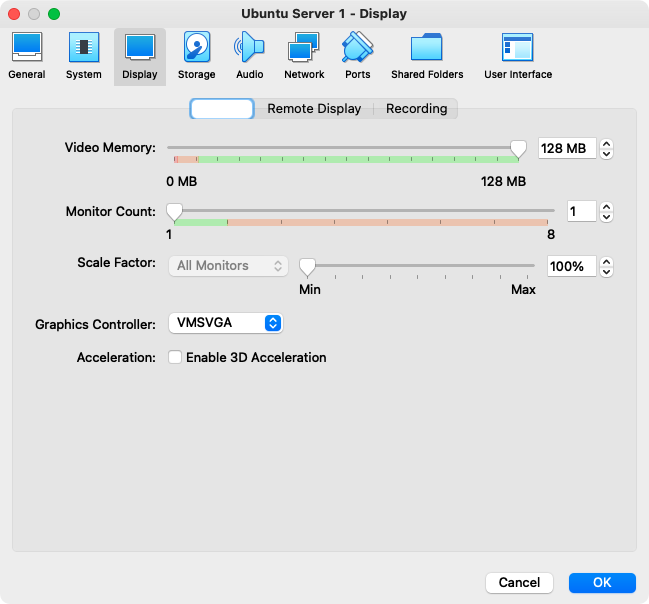 Ubuntu Server 1 - Display
General System Display Storage Audio Network Ports Shared Folders User Interface
Remote Display Recording
Video Memory: 128 MB
0 MB 128 MB
Monitor Count: 1
1 8
Scale Factor: All Monitors 100%
Min Max
Graphics Controller: VMSVGA
Acceleration: Enable 3D Acceleration
Cancel OK